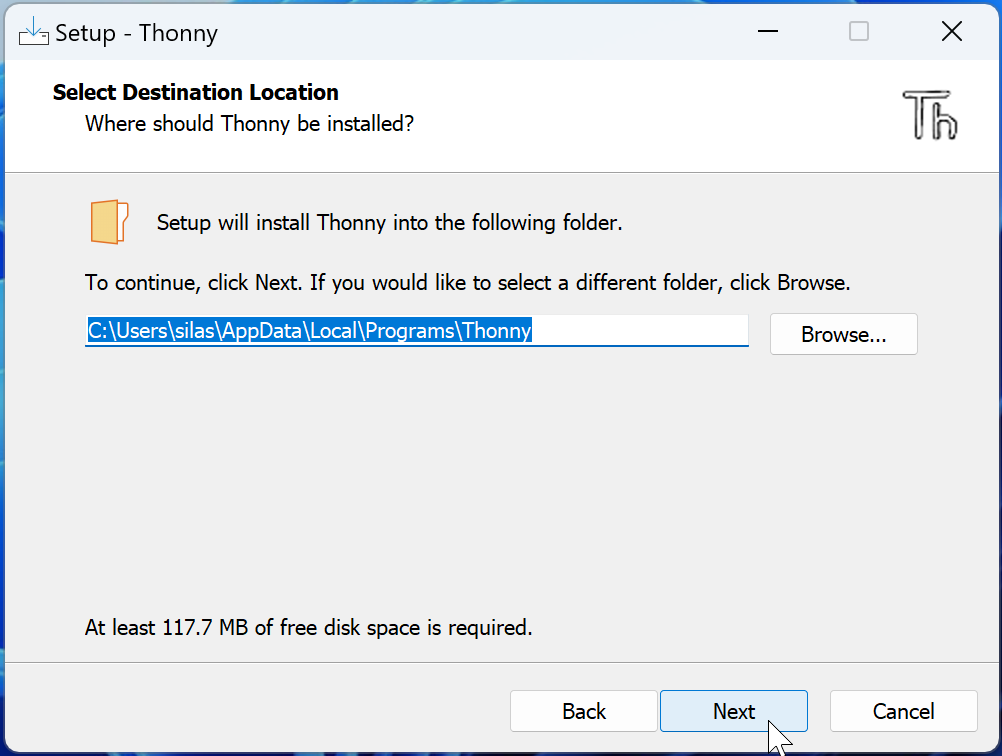 Setup - Thonny
Select Destination Location
Where should Thonny be installed?
Th
Setup will install Thonny into the following folder.
To continue, click Next. If you would like to select a different folder, click Browse.
C:\Users\silas\AppData\Local\Programs\Thonny
Browse...
At least 117.7 MB of free disk space is required.
Back
Next
Cancel